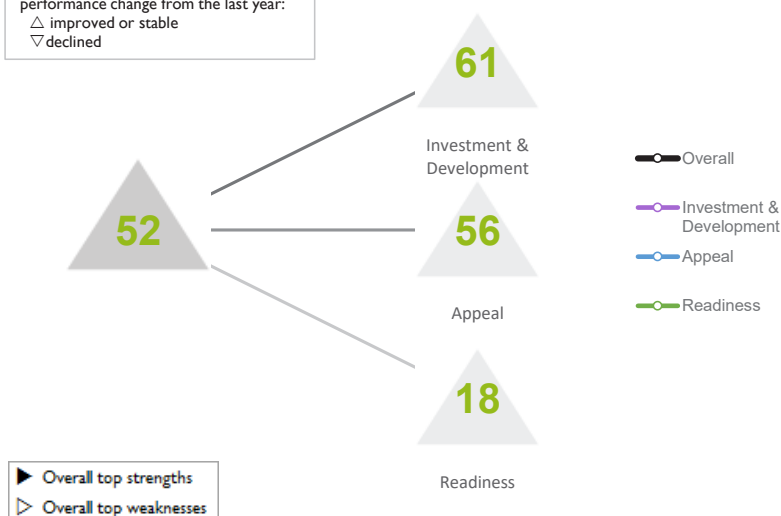 performance change from the last year:
△ improved or stable
▽ declined
61
Investment &
Development
52
56
Appeal
18
Readiness
Overall
Investment &
Development
Appeal
Readiness
▶ Overall top strengths
▷ Overall top weaknesses